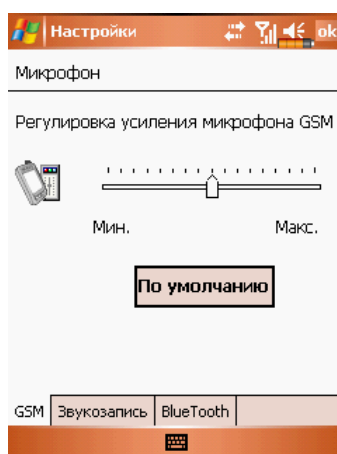 Настройки
ok
Микрофон
Регулировка усиления микрофона GSM
Мин.
Макс.
По умолчанию
GSM
Звукозапись
BlueTooth